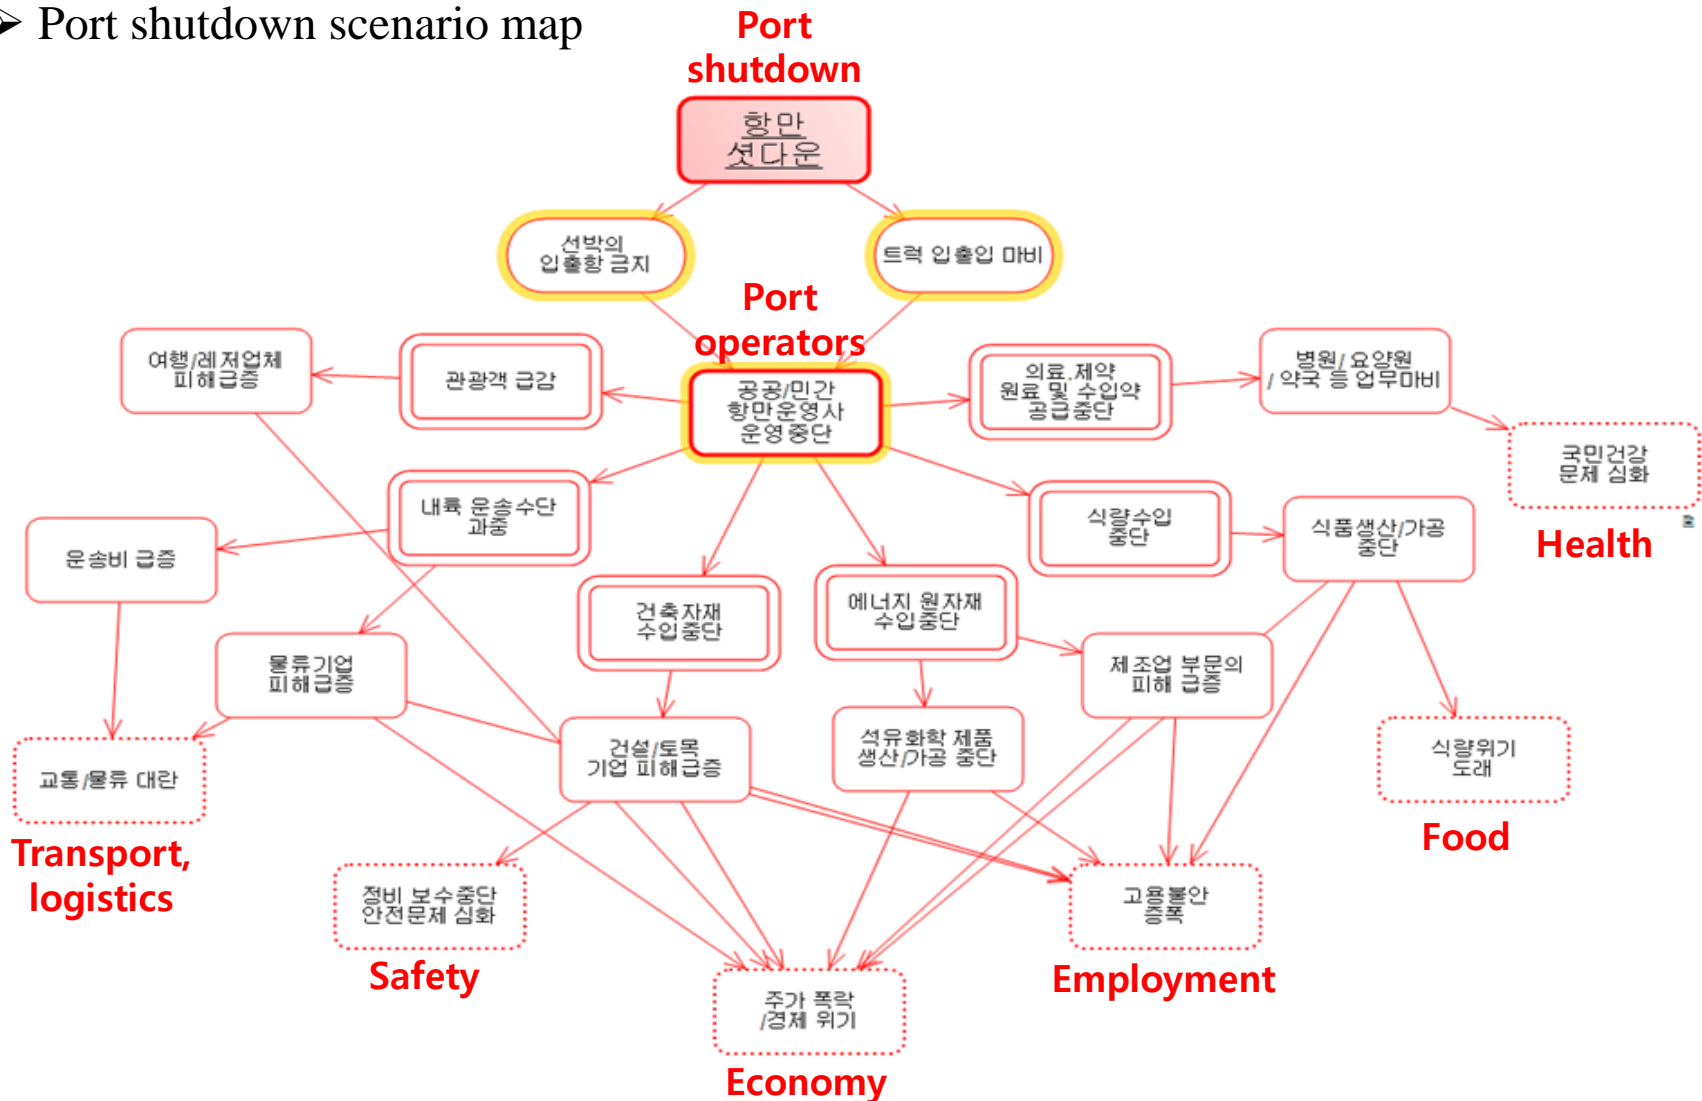 ➤ Port shutdown scenario map
Port
shutdown
항만
셧다운
선박의
입출항 금지
트럭 입출입 마비
Port
operators
공공/민간
항만운영사
운영중단
여행/레저업체
피해급증
관광객 급감
의료.제약
원료 및 수입약
공급중단
병원/ 요양원
/ 약국 등 업무마비
국민건강
문제 심화
Health
내륙 운송수단
과중
식량수입
중단
식품생산/가공
중단
운송비 급증
건축자재
수입중단
에너지 원자재
수입중단
물류기업
피해급증
제조업 부문의
피해 급증
건설/토목
기업 피해급증
석유화학 제품
생산/가공 중단
교통/물류 대란
Transport,
logistics
식량위기
도래
Food
정비 보수중단
안전문제 심화
Safety
고용불안
증폭
Employment
주가 폭락
/경제 위기
Economy